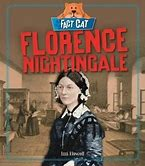 FACT CAT
FLORENCE
NIGHTINGALE
Izzi Howell